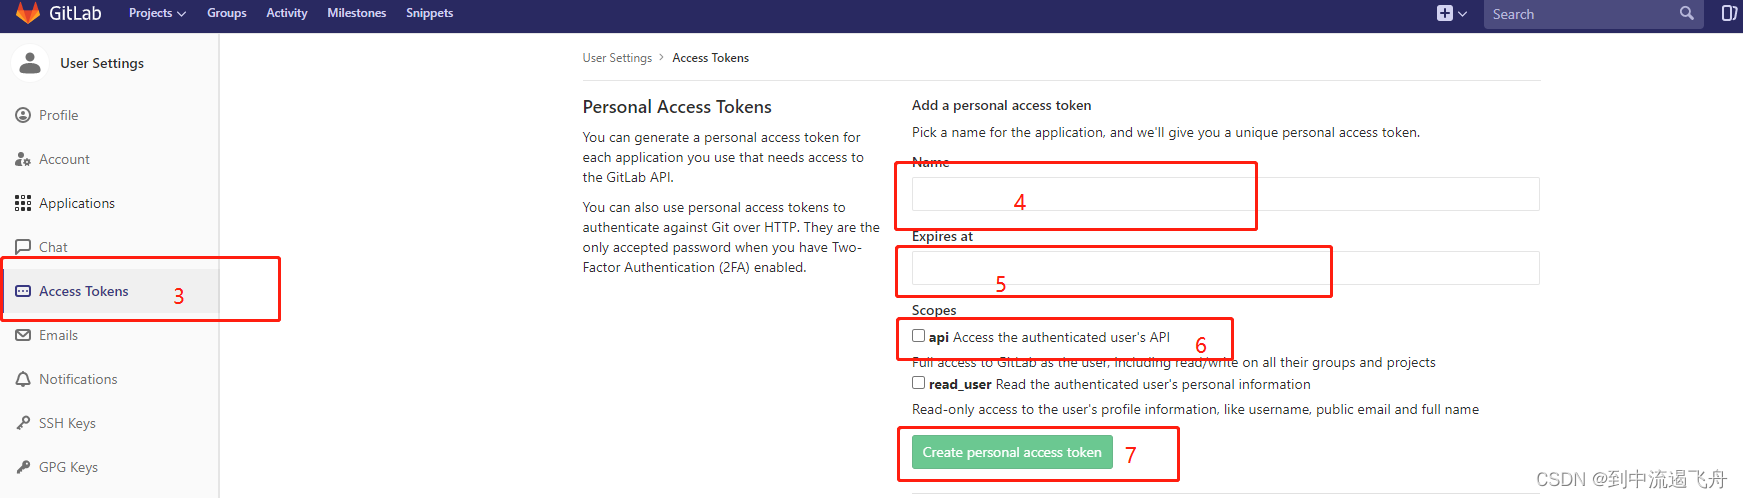 GitLab Projects Groups Activity Milestones Snippets Search
User Settings
Profile
Account
Applications
Chat
Access Tokens 3
Emails
Notifications
SSH Keys
GPG Keys
User Settings > Access Tokens
Personal Access Tokens
You can generate a personal access token for
each application you use that needs access to
the GitLab API.
You can also use personal access tokens to
authenticate against Git over HTTP. They are the
only accepted password when you have Two-
Factor Authentication (2FA) enabled.
Add a personal access token
Pick a name for the application, and we'll give you a unique personal access token.
Name
4
Expires at
5
Scopes
api Access the authenticated user's API 6
Full access to GitLab as the user, including read/write on all their groups and projects
read_user Read the authenticated user's personal information
Read-only access to the user's profile information, like username, public email and full name
Create personal access token 7
CSDN @到中流遏飞舟